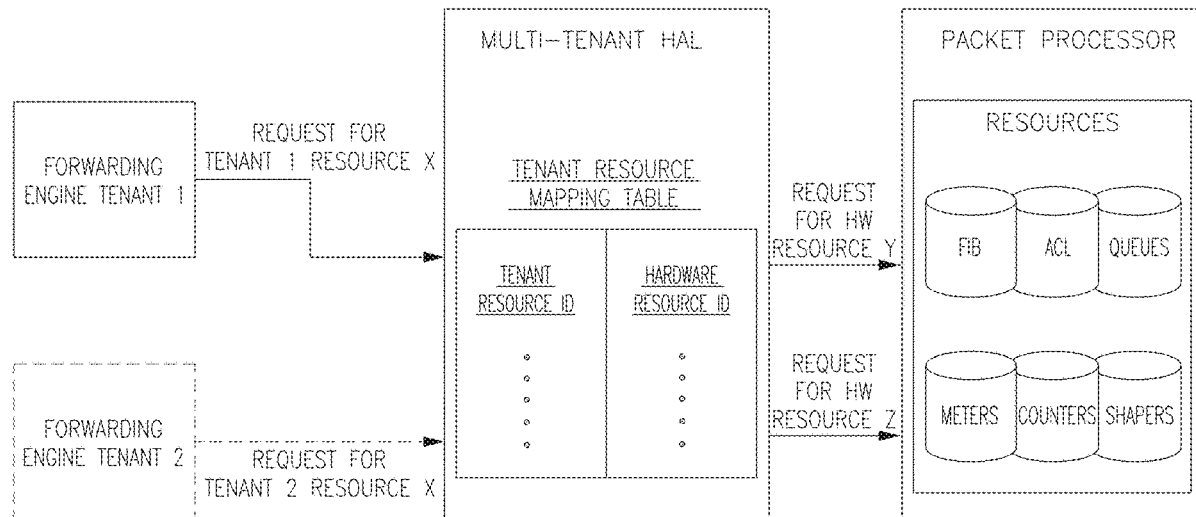 MULTI-TENANT HAL
PACKET PROCESSOR
FORWARDING
ENGINE TENANT 1
REQUEST FOR
TENANT 1 RESOURCE X
TENANT RESOURCE
MAPPING TABLE
TENANT
RESOURCE ID
HARDWARE
RESOURCE ID
REQUEST
FOR HW
RESOURCE Y
RESOURCES
FIB
ACL
QUEUES
FORWARDING
ENGINE TENANT 2
REQUEST FOR
TENANT 2 RESOURCE X
REQUEST
FOR HW
RESOURCE Z
METERS
COUNTERS
SHAPERS